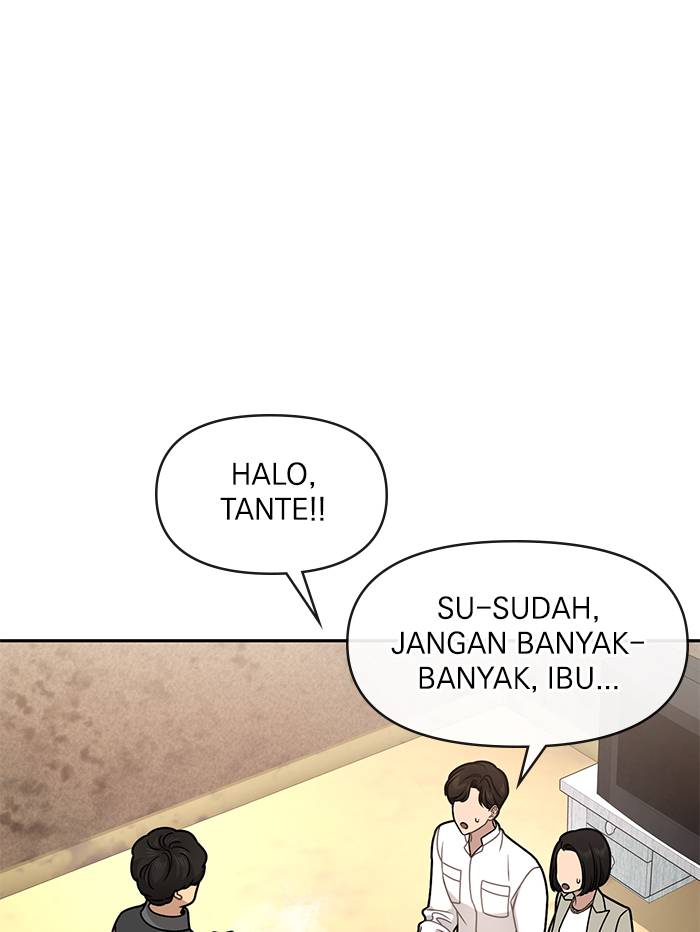 HALO,
TANTE!!
SU-SUDAH,
JANGAN BANYAK-
BANYAK, IBU...